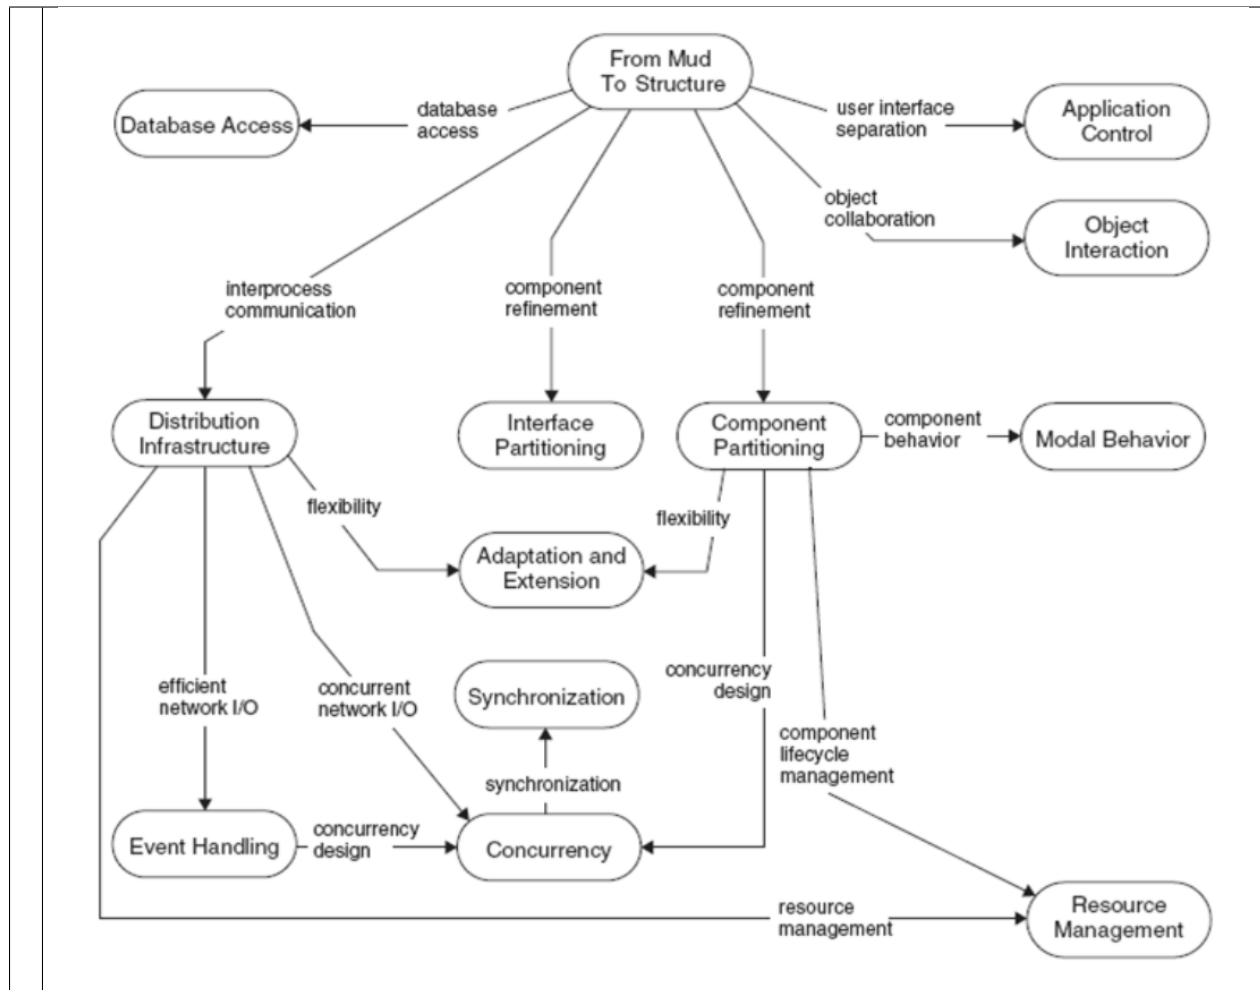 From Mud
To Structure
database
access
user interface
separation
Database Access
Application
Control
object
collaboration
Object
Interaction
interprocess
communication
component
refinement
component
refinement
Distribution
Infrastructure
Interface
Partitioning
Component
Partitioning
component
behavior
Modal Behavior
flexibility
flexibility
Adaptation and
Extension
efficient
network I/O
concurrent
network I/O
Synchronization
concurrency
design
synchronization
component
lifecycle
management
Event Handling
concurrency
design
Concurrency
resource
management
Resource
Management